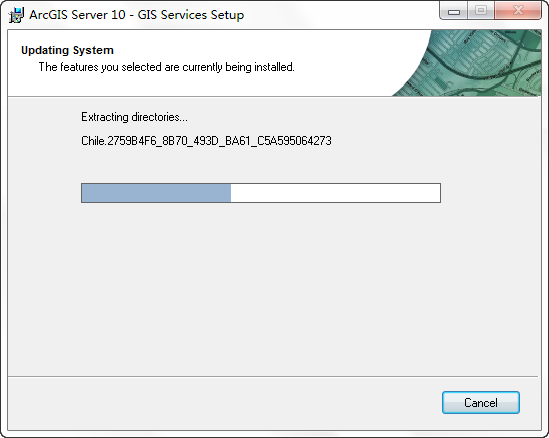 ArcGIS Server 10 - GIS Services Setup
Updating System
The features you selected are currently being installed.
Extracting directories...
Chile.2759B4F6_8B70_493D_BA61_C5A595064273
Cancel